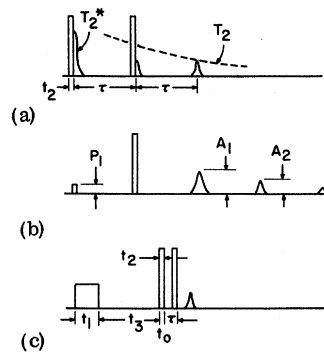 T₂*
T₂
t₂ τ τ
(a)
P₁ A₁ A₂
(b)
t₂
t₁ t₃ τ
t₀
(c)